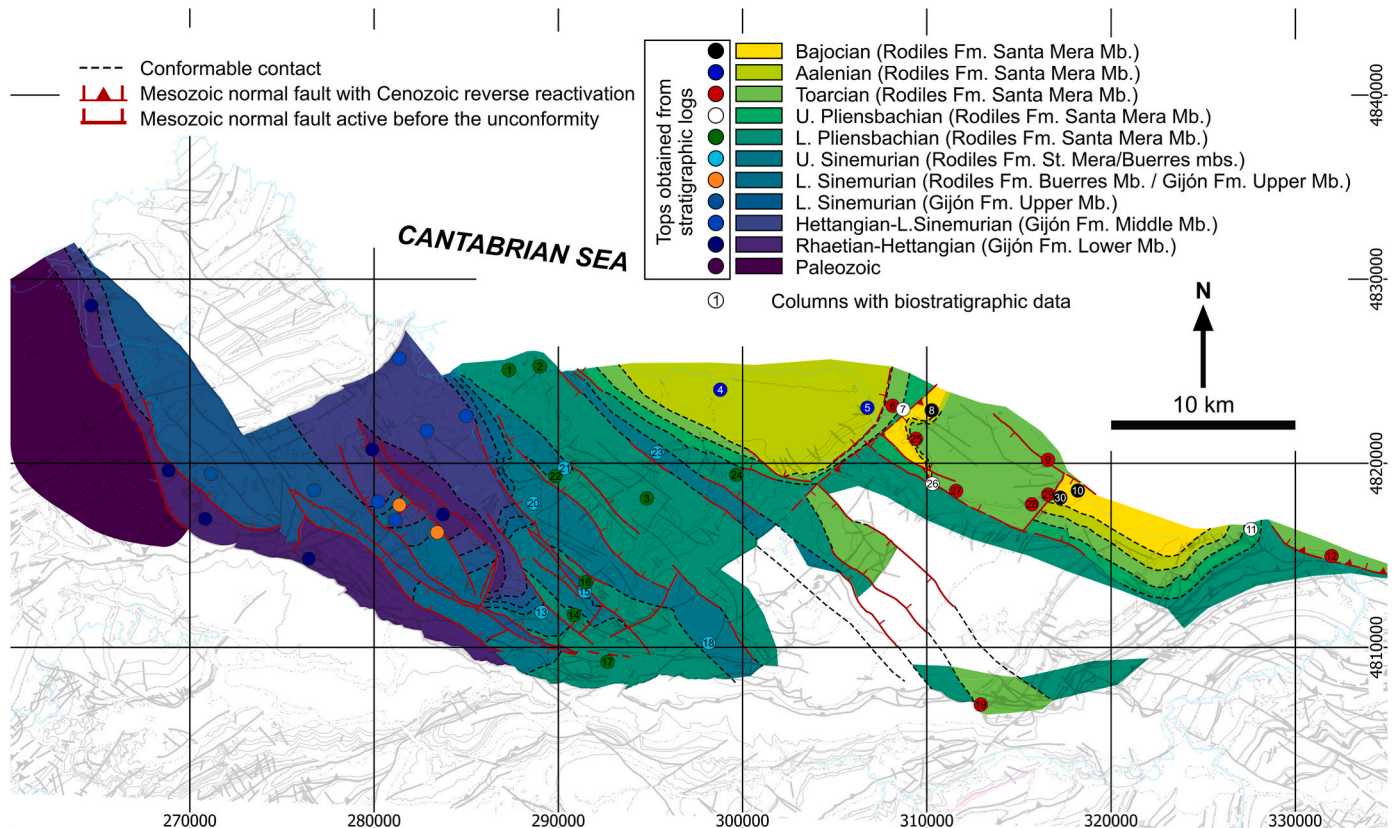 Conformable contact
Mesozoic normal fault with Cenozoic reverse reactivation
Mesozoic normal fault active before the unconformity
Tops obtained from
stratigraphic logs
Bajocian (Rodiles Fm. Santa Mera Mb.)
Aalenian (Rodiles Fm. Santa Mera Mb.)
Toarcian (Rodiles Fm. Santa Mera Mb.)
U. Pliensbachian (Rodiles Fm. Santa Mera Mb.)
L. Pliensbachian (Rodiles Fm. Santa Mera Mb.)
U. Sinemurian (Rodiles Fm. St. Mera/Buerres mbs.)
L. Sinemurian (Rodiles Fm. Buerres Mb. / Gijón Fm. Upper Mb.)
L. Sinemurian (Gijón Fm. Upper Mb.)
Hettangian-L.Sinemurian (Gijón Fm. Middle Mb.)
Rhaetian-Hettangian (Gijón Fm. Lower Mb.)
Paleozoic
1 Columns with biostratigraphic data
CANTABRIAN SEA
N
10 km
4840000
4830000
4820000
4810000
1
2
4
5
6
7
8
25
9
23
21
22
24
26
27
3
20
28
29
30
10
11
12
16
15
14
13
18
17
19
270000
280000
290000
300000
310000
320000
330000